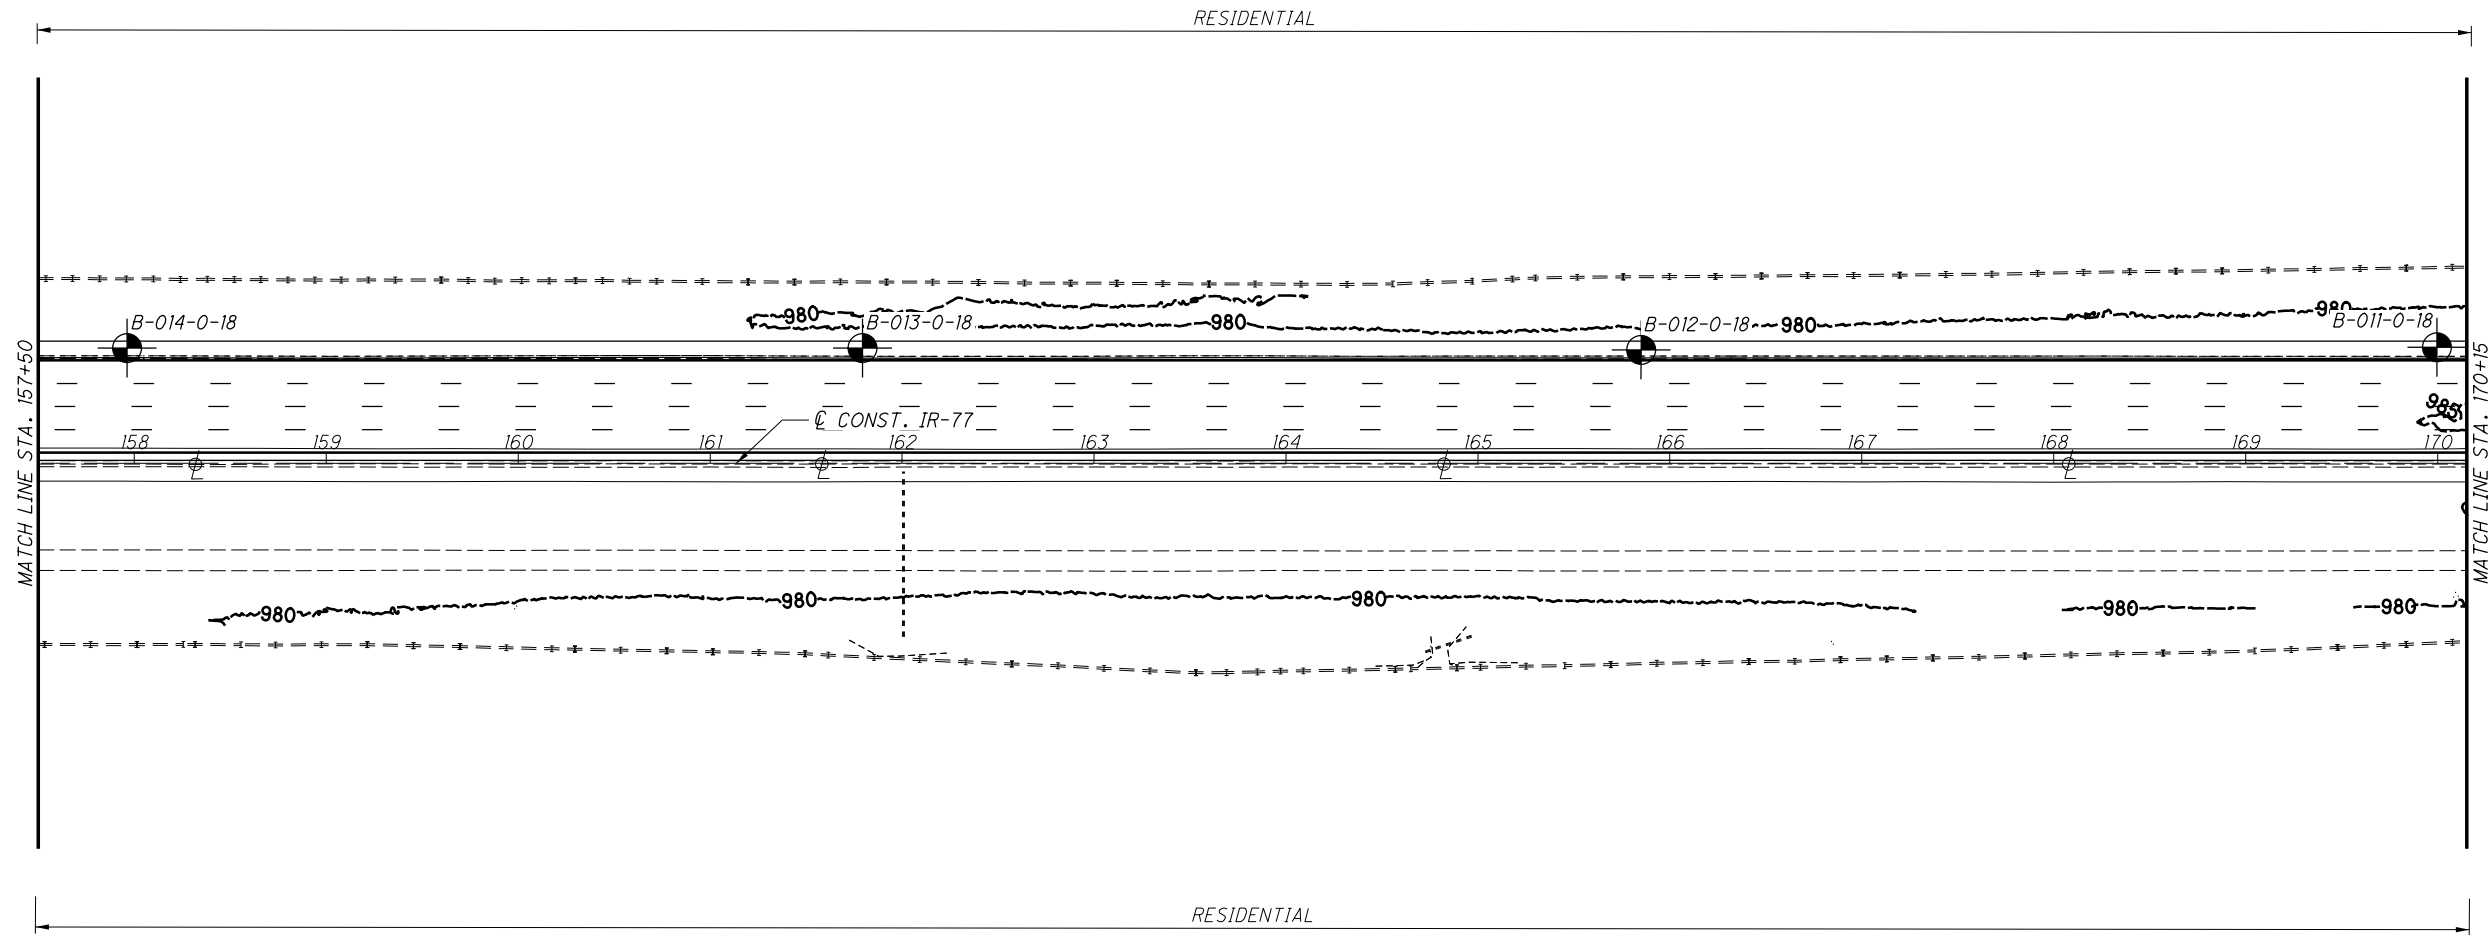 RESIDENTIAL
980
980
980
980
B-014-0-18
B-013-0-18
B-012-0-18
B-011-0-18
MATCH LINE STA. 157+50
MATCH LINE STA. 170+15
985
℄ CONST. IR-77
158 159 160 161 162 163 164 165 166 167 168 169 170
980 980 980 980 980
RESIDENTIAL